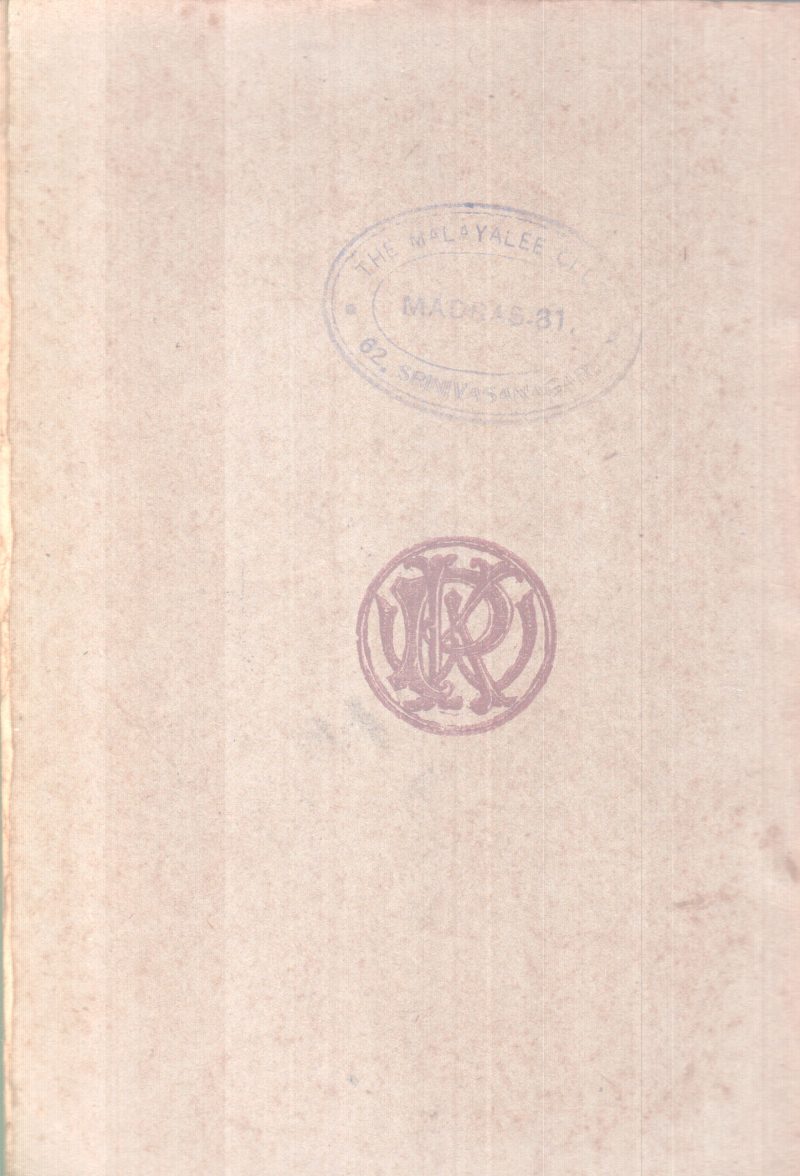 THE MALAYALEE
MADRAS-31.
62, SRINIVASANAGAR